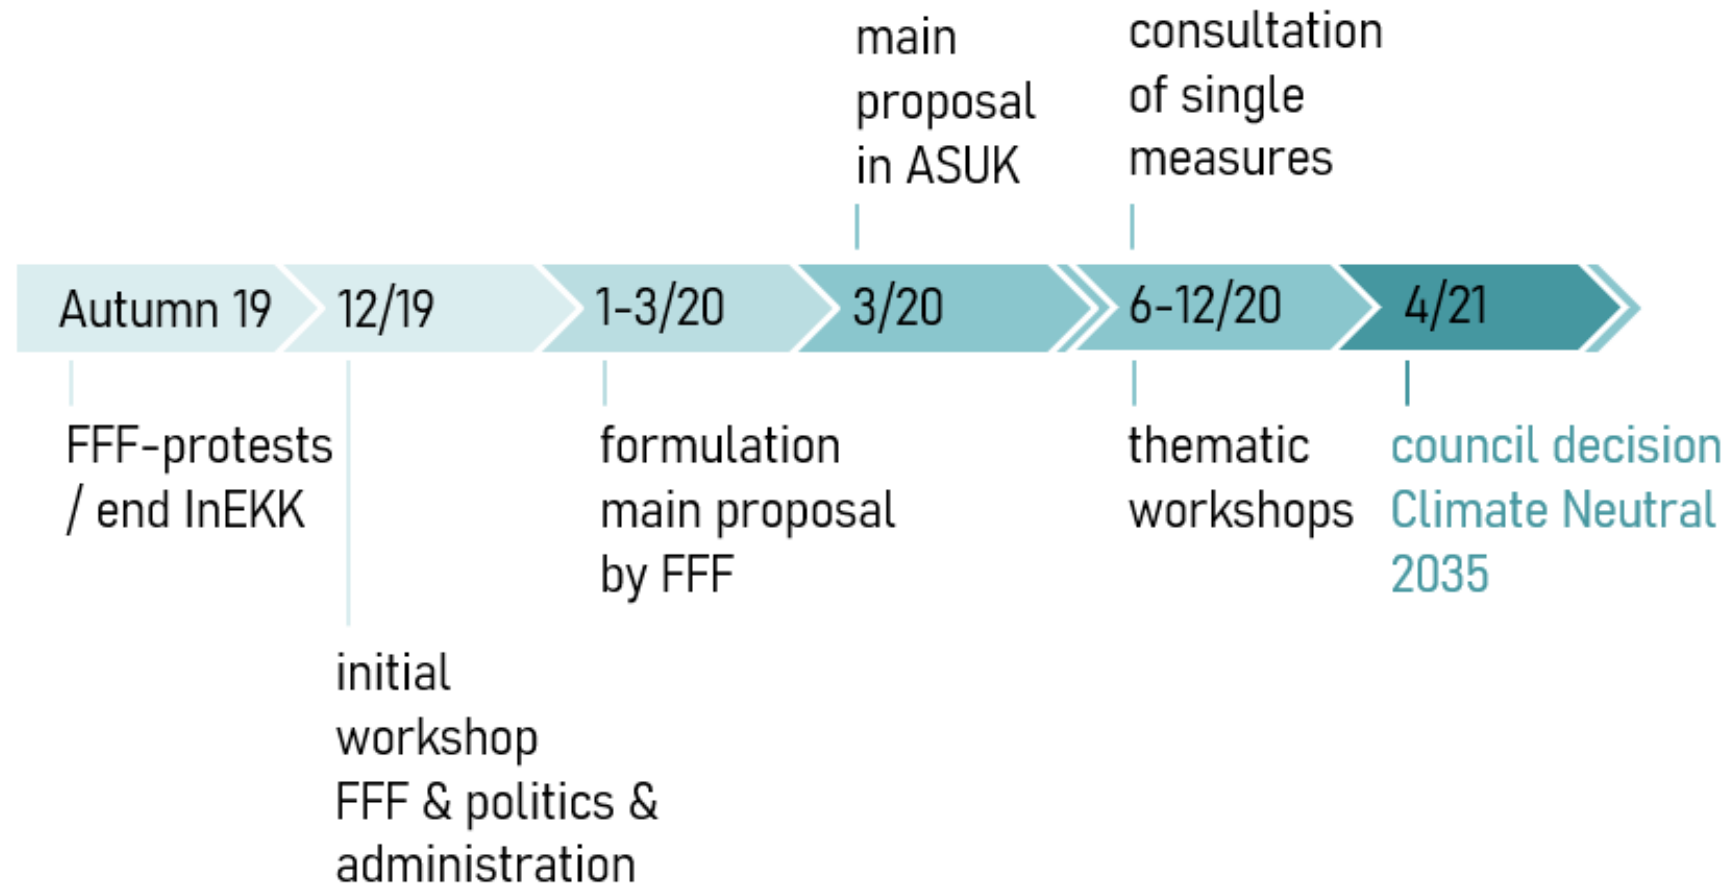 main
proposal
in ASUK
consultation
of single
measures
Autumn 19
12/19
1-3/20
3/20
6-12/20
4/21
FFF-protests
/ end InEKK
initial
workshop
FFF & politics &
administration
formulation
main proposal
by FFF
thematic
workshops
council decision
Climate Neutral
2035